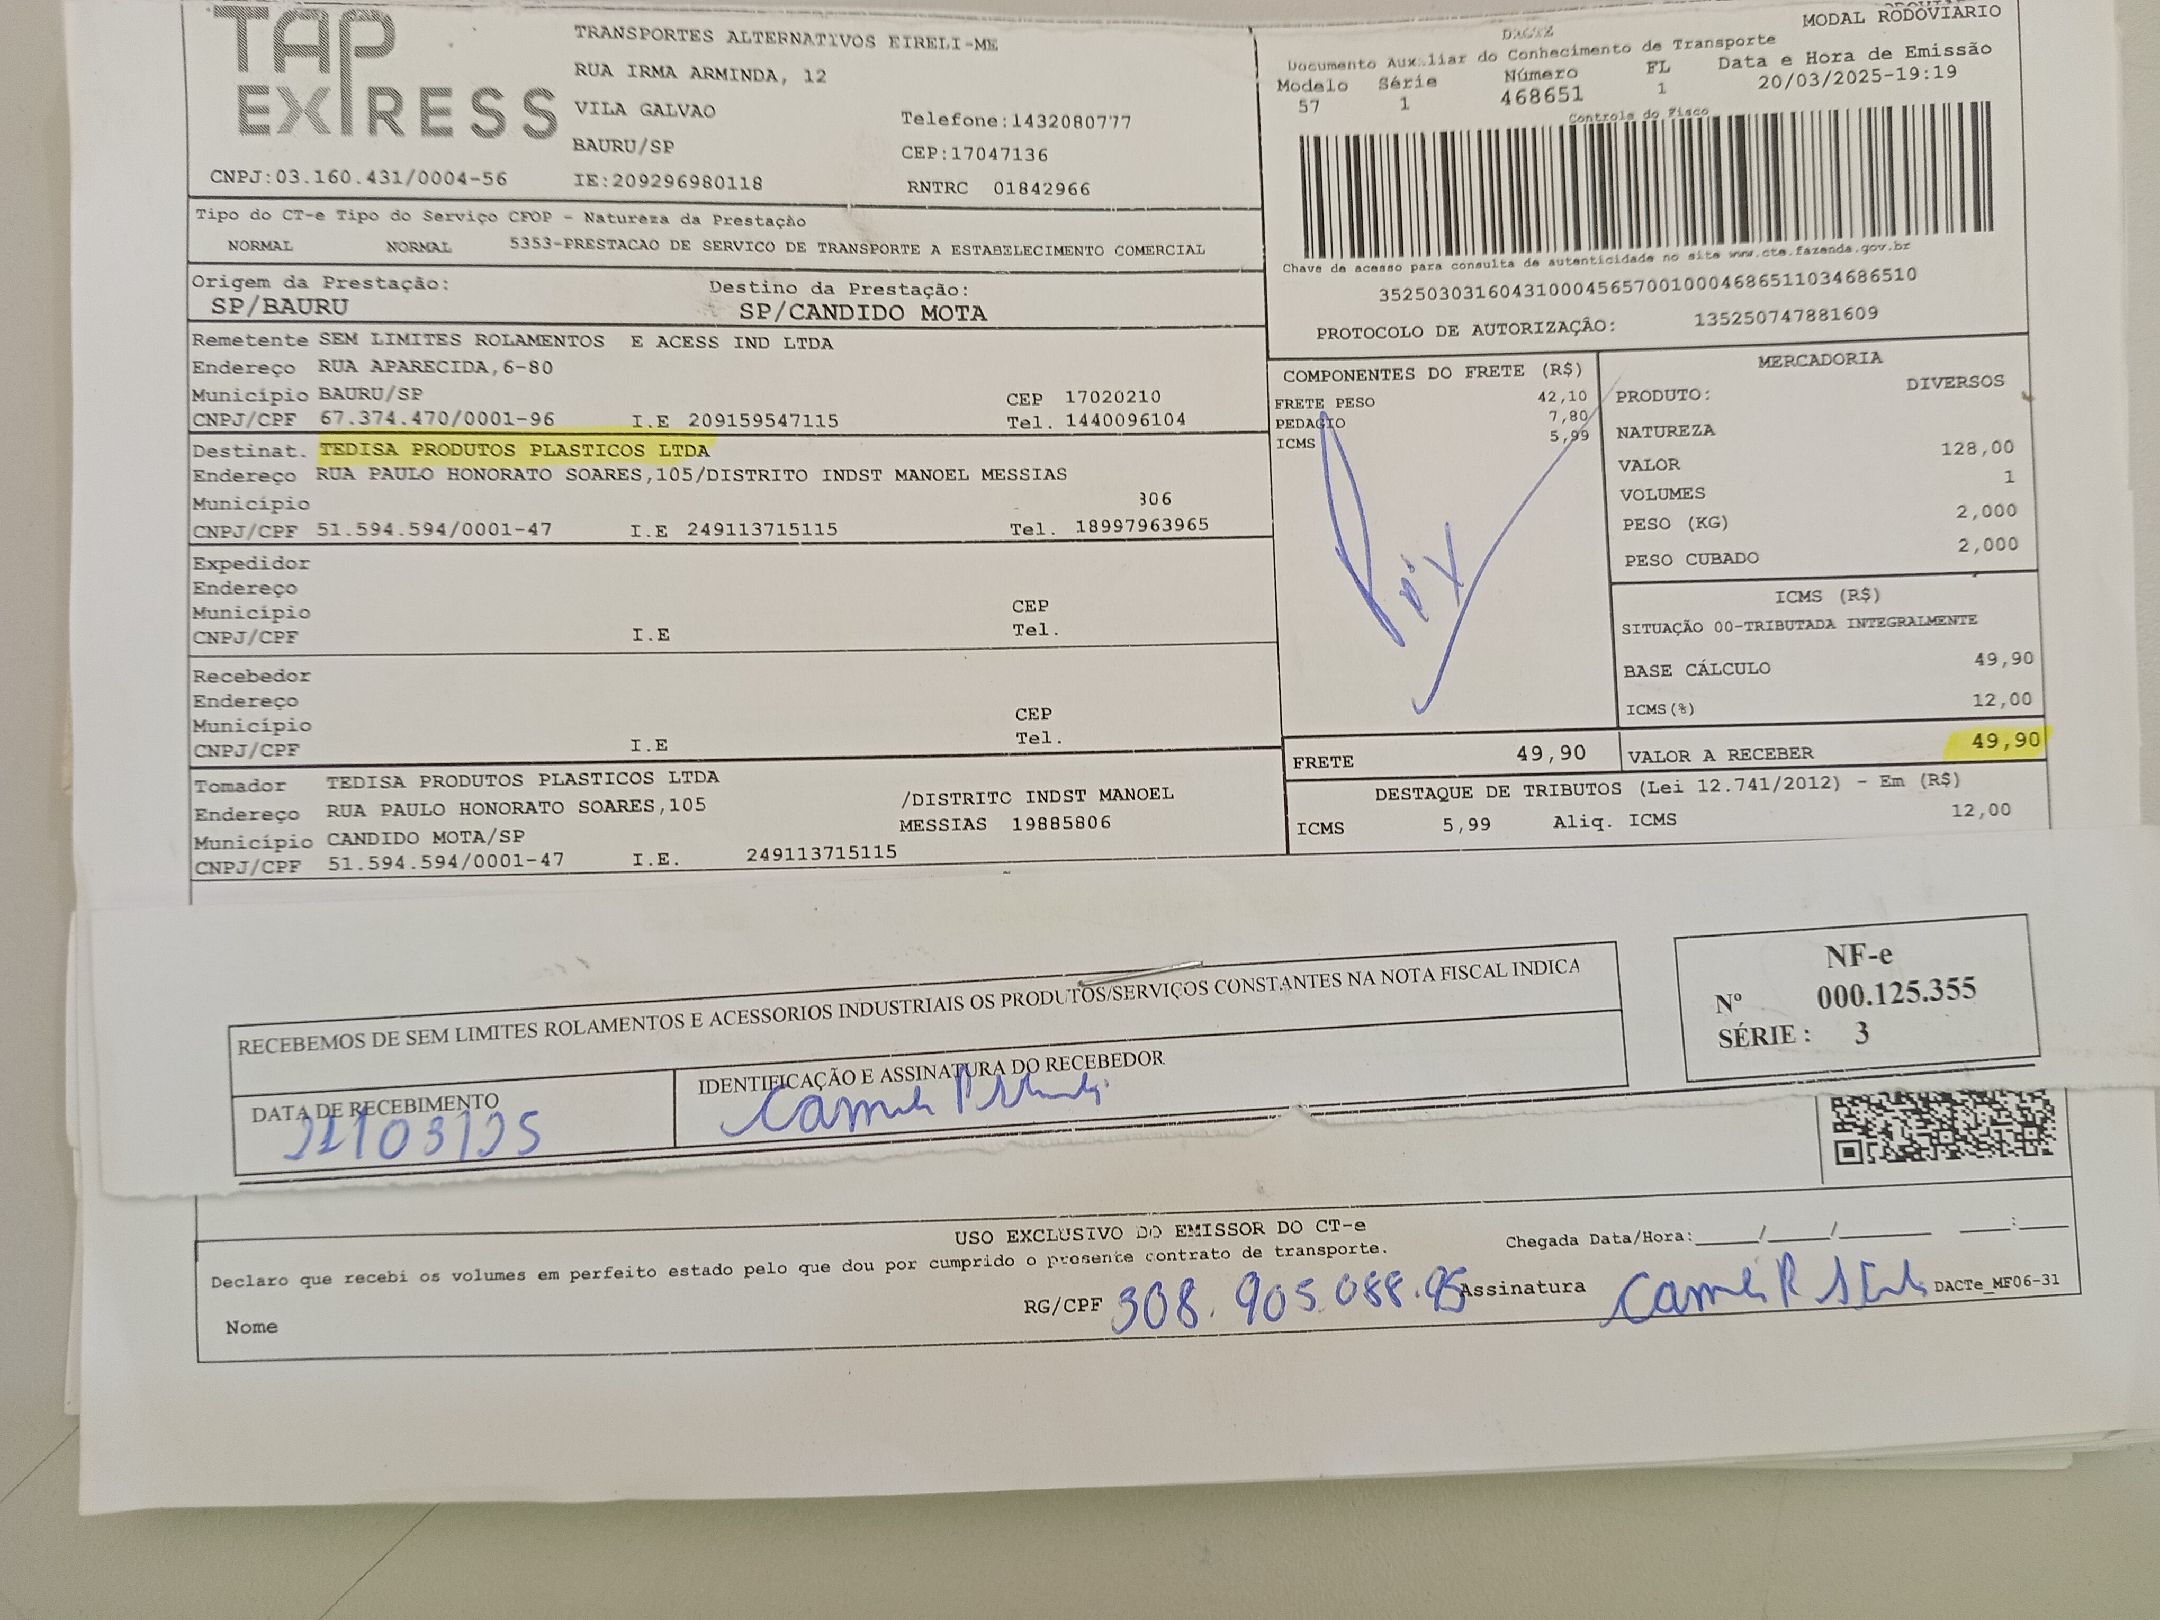 TAP
EXPRESS
CNPJ:03.160.431/0004-56
TRANSPORTES ALTERNATIVOS EIRELI-ME
RUA IRMA ARMINDA, 12
VILA GALVAO
BAURU/SP
IE:209296980118
Telefone:1432080777
CEP:17047136
RNTRC 01842966
MODAL RODOVIÁRIO
DACTE
Documento Auxiliar do Conhecimento de Transporte
Modelo Série Número FL Data e Hora de Emissão
57 1 468651 1 20/03/2025-19:19
Controle do Fisco
Chave de acesso para consulta de autenticidade no site www.cte.fazenda.gov.br
35250303160431000456570010004686511034686510
PROTOCOLO DE AUTORIZAÇÃO: 135250747881609
Tipo do CT-e Tipo do Serviço CFOP - Natureza da Prestação
NORMAL NORMAL 5353-PRESTACAO DE SERVICO DE TRANSPORTE A ESTABELECIMENTO COMERCIAL
Origem da Prestação: Destino da Prestação:
SP/BAURU SP/CANDIDO MOTA
Remetente SEM LIMITES ROLAMENTOS E ACESS IND LTDA
Endereço RUA APARECIDA,6-80
Município BAURU/SP CEP 17020210
CNPJ/CPF 67.374.470/0001-96 I.E 209159547115 Tel. 1440096104
Destinat. TEDISA PRODUTOS PLASTICOS LTDA
Endereço RUA PAULO HONORATO SOARES,105/DISTRITO INDST MANOEL MESSIAS
Município 306
CNPJ/CPF 51.594.594/0001-47 I.E 249113715115 Tel. 18997963965
Expedidor
Endereço
Município CEP
CNPJ/CPF I.E Tel.
Recebedor
Endereço
Município CEP
CNPJ/CPF I.E Tel.
Tomador TEDISA PRODUTOS PLASTICOS LTDA
Endereço RUA PAULO HONORATO SOARES,105 /DISTRITO INDST MANOEL
Município CANDIDO MOTA/SP MESSIAS 19885806
CNPJ/CPF 51.594.594/0001-47 I.E. 249113715115
COMPONENTES DO FRETE (R$)
FRETE PESO 42,10
PEDAGIO 7,80
ICMS 5,99
Pix
MERCADORIA
PRODUTO: DIVERSOS
NATUREZA
VALOR 128,00
VOLUMES 1
PESO (KG) 2,000
PESO CUBADO 2,000
ICMS (R$)
SITUAÇÃO 00-TRIBUTADA INTEGRALMENTE
BASE CÁLCULO 49,90
ICMS(%) 12,00
FRETE 49,90 VALOR A RECEBER 49,90
DESTAQUE DE TRIBUTOS (Lei 12.741/2012) - Em (R$)
ICMS 5,99 Aliq. ICMS 12,00
RECEBEMOS DE SEM LIMITES ROLAMENTOS E ACESSORIOS INDUSTRIAIS OS PRODUTOS/SERVIÇOS CONSTANTES NA NOTA FISCAL INDICA
DATA DE RECEBIMENTO
21/03/25
IDENTIFICAÇÃO E ASSINATURA DO RECEBEDOR
NF-e
Nº 000.125.355
SÉRIE : 3
USO EXCLUSIVO DO EMISSOR DO CT-e
Declaro que recebi os volumes em perfeito estado pelo que dou por cumprido o presente contrato de transporte.
Chegada Data/Hora:_____/_____/________ ____:____
Nome RG/CPF 308.905.088.95 Assinatura
DACTe_MF06-31